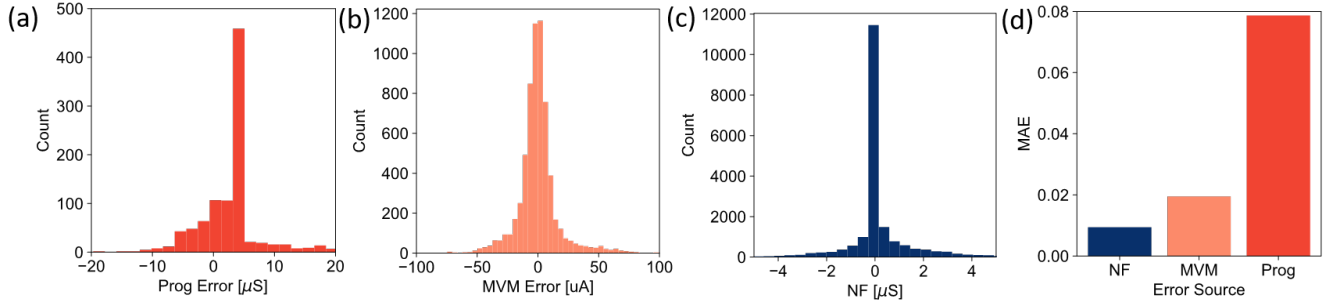 (a)
500
400
300
200
100
0
Count
−20
−10
0
10
20
Prog Error [μS]
(b)
1200
1000
800
600
400
200
0
Count
−100
−50
0
50
100
MVM Error [uA]
(c)
12000
10000
8000
6000
4000
2000
0
Count
−4
−2
0
2
4
NF [μS]
(d)
0.08
0.06
0.04
0.02
0.00
MAE
NF
MVM
Prog
Error Source